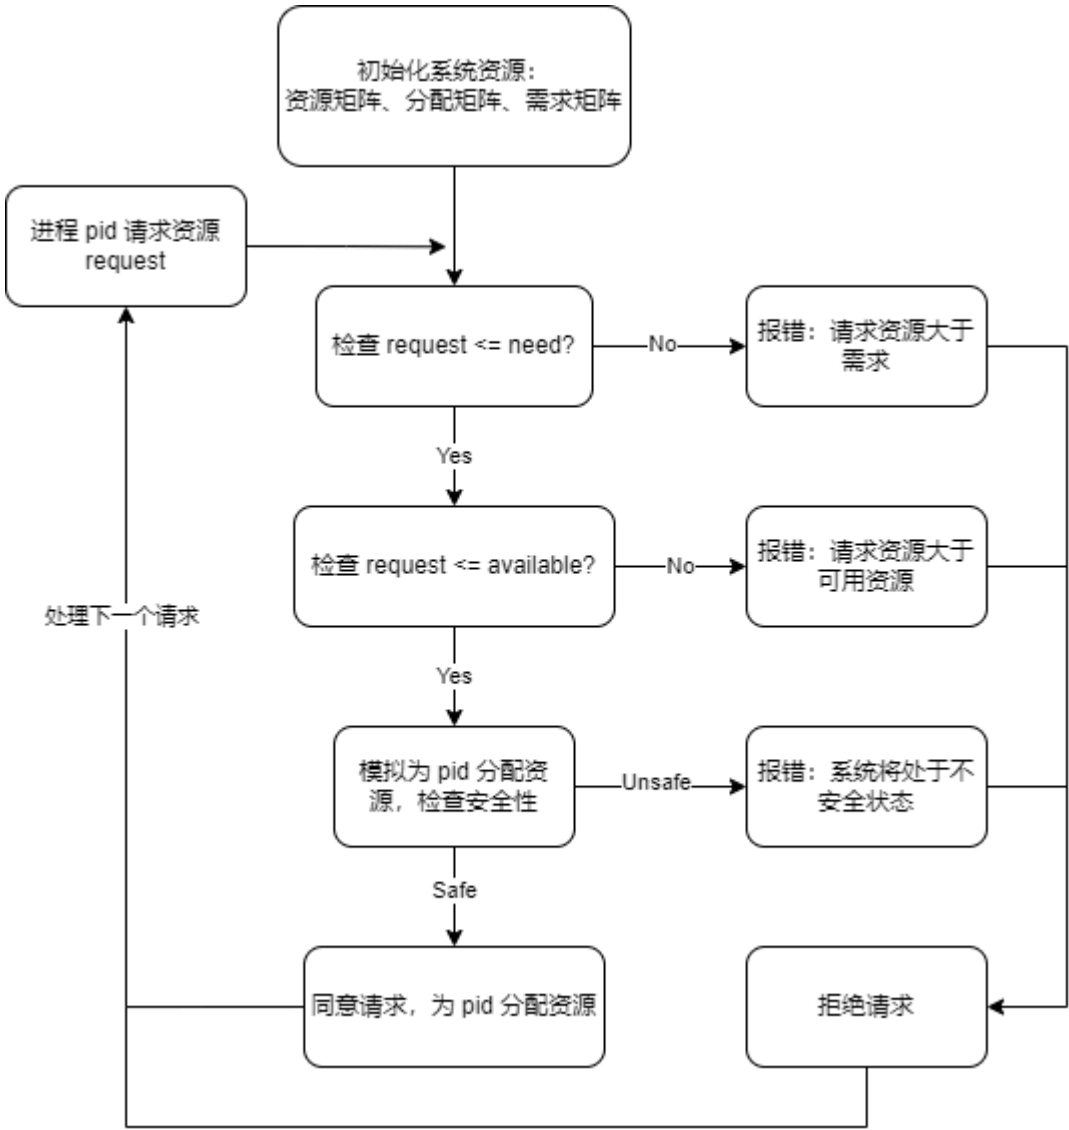 初始化系统资源：
资源矩阵、分配矩阵、需求矩阵
进程 pid 请求资源
request
检查 request <= need?
No
报错：请求资源大于
需求
Yes
检查 request <= available?
No
报错：请求资源大于
可用资源
处理下一个请求
Yes
模拟为 pid 分配资
源，检查安全性
Unsafe
报错：系统将处于不
安全状态
Safe
同意请求，为 pid 分配资源
拒绝请求